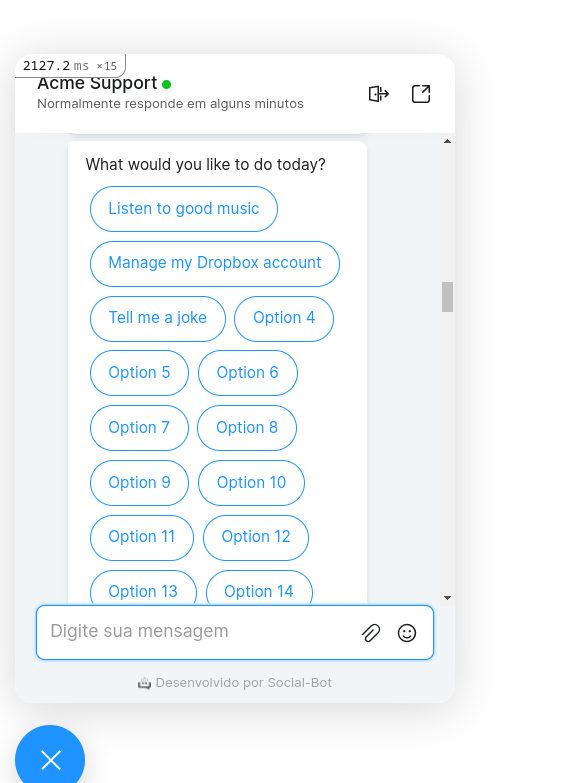 2127.2 ms ×15
Acme Support
Normalmente responde em alguns minutos
What would you like to do today?
Listen to good music
Manage my Dropbox account
Tell me a joke Option 4
Option 5 Option 6
Option 7 Option 8
Option 9 Option 10
Option 11 Option 12
Option 13 Option 14
Digite sua mensagem
Desenvolvido por Social-Bot